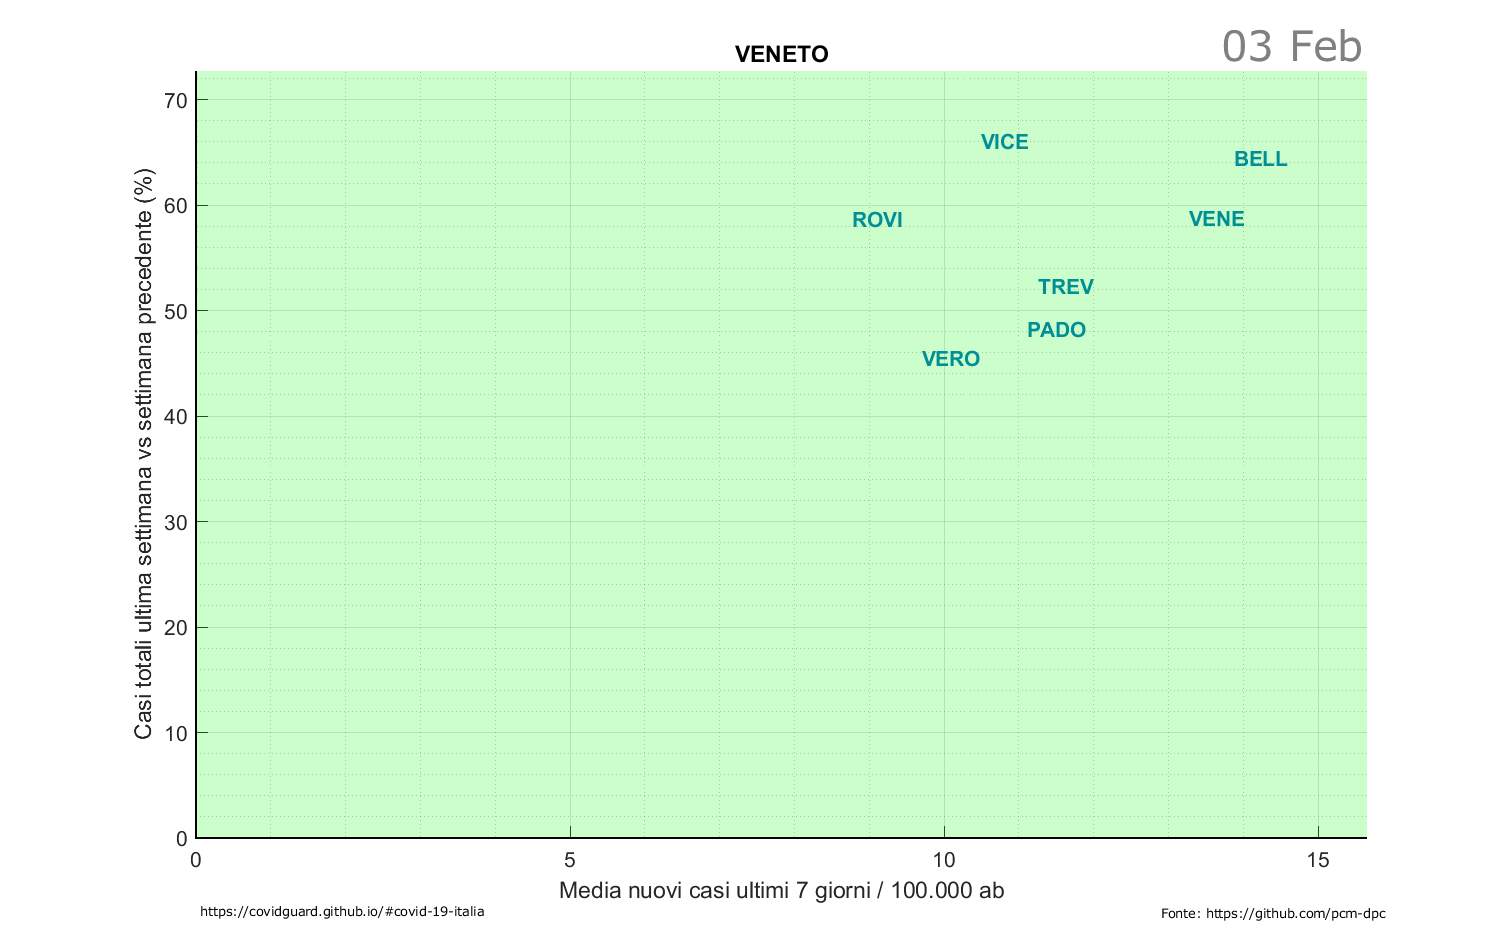 03 Feb
VENETO
Casi totali ultima settimana vs settimana precedente (%)
70
60
50
40
30
20
10
0
VICE
BELL
ROVI
VENE
TREV
PADO
VERO
0
5
10
15
Media nuovi casi ultimi 7 giorni / 100.000 ab
https://covidguard.github.io/#covid-19-italia
Fonte: https://github.com/pcm-dpc